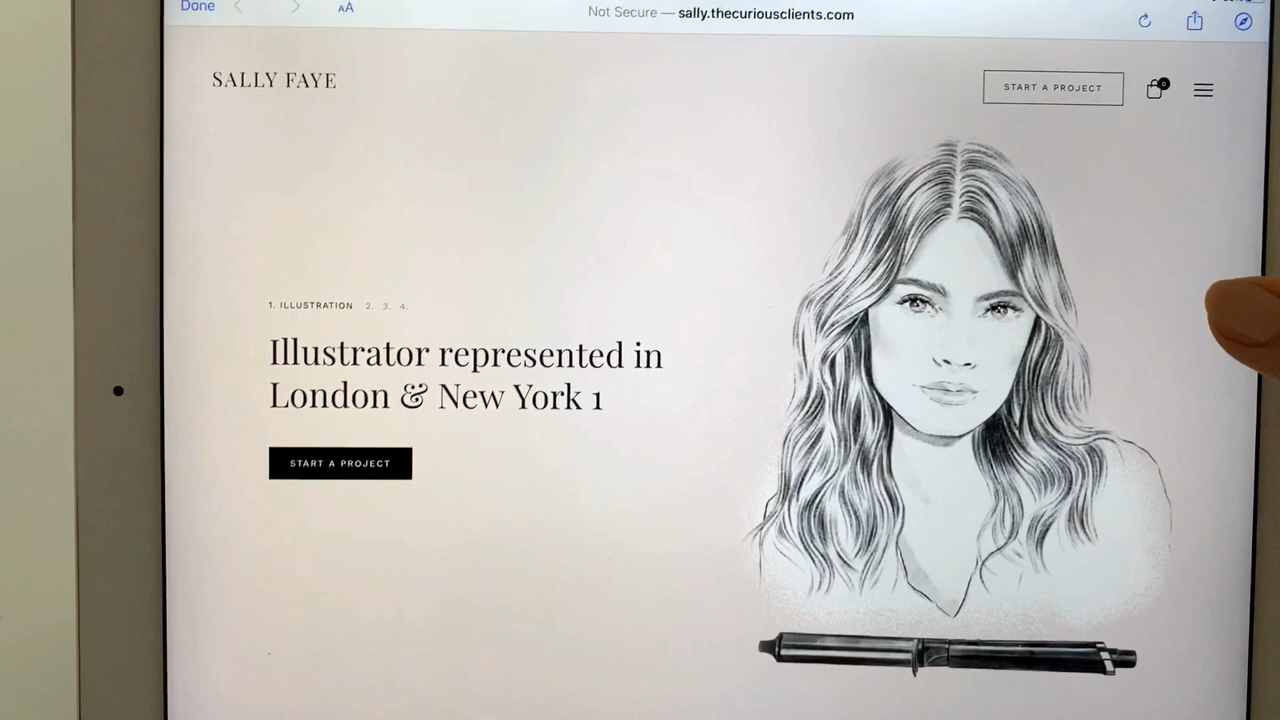 Done
AA
Not Secure — sally.thecuriousclients.com
SALLY FAYE
START A PROJECT
0
1. ILLUSTRATION 2. 3. 4.
Illustrator represented in
London & New York 1
START A PROJECT